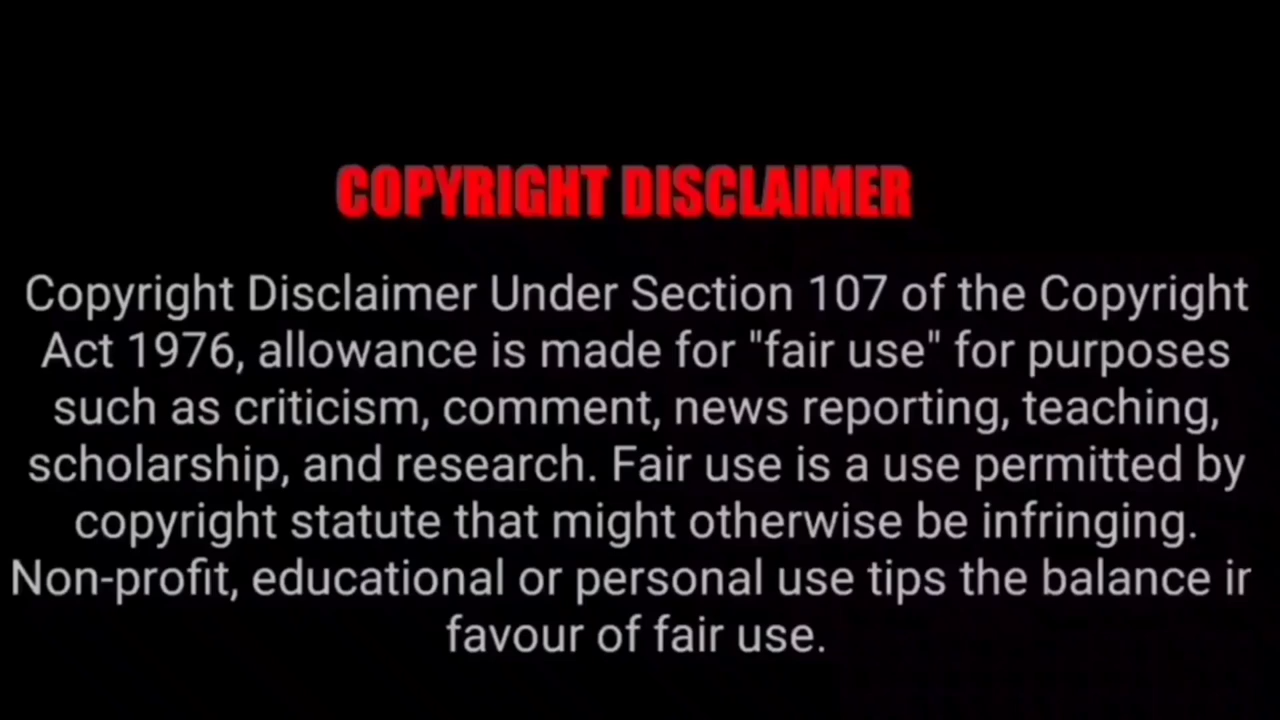 COPYRIGHT DISCLAIMER
Copyright Disclaimer Under Section 107 of the Copyright
Act 1976, allowance is made for "fair use" for purposes
such as criticism, comment, news reporting, teaching,
scholarship, and research. Fair use is a use permitted by
copyright statute that might otherwise be infringing.
Non-profit, educational or personal use tips the balance ir
favour of fair use.